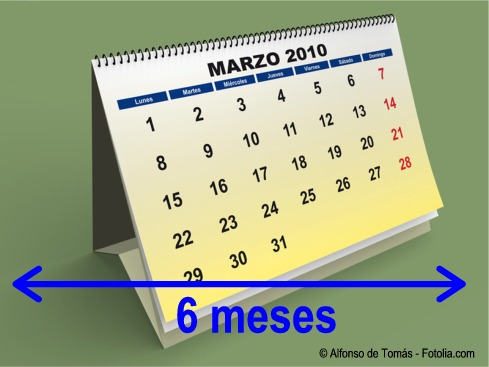 MARZO 2010
Lunes Martes Miércoles Jueves Viernes Sábado Domingo
1 2 3 4 5 6 7
8 9 10 11 12 13 14
15 16 17 18 19 20 21
22 23 24 25 26 27 28
29 30 31
6 meses
© Alfonso de Tomás - Fotolia.com